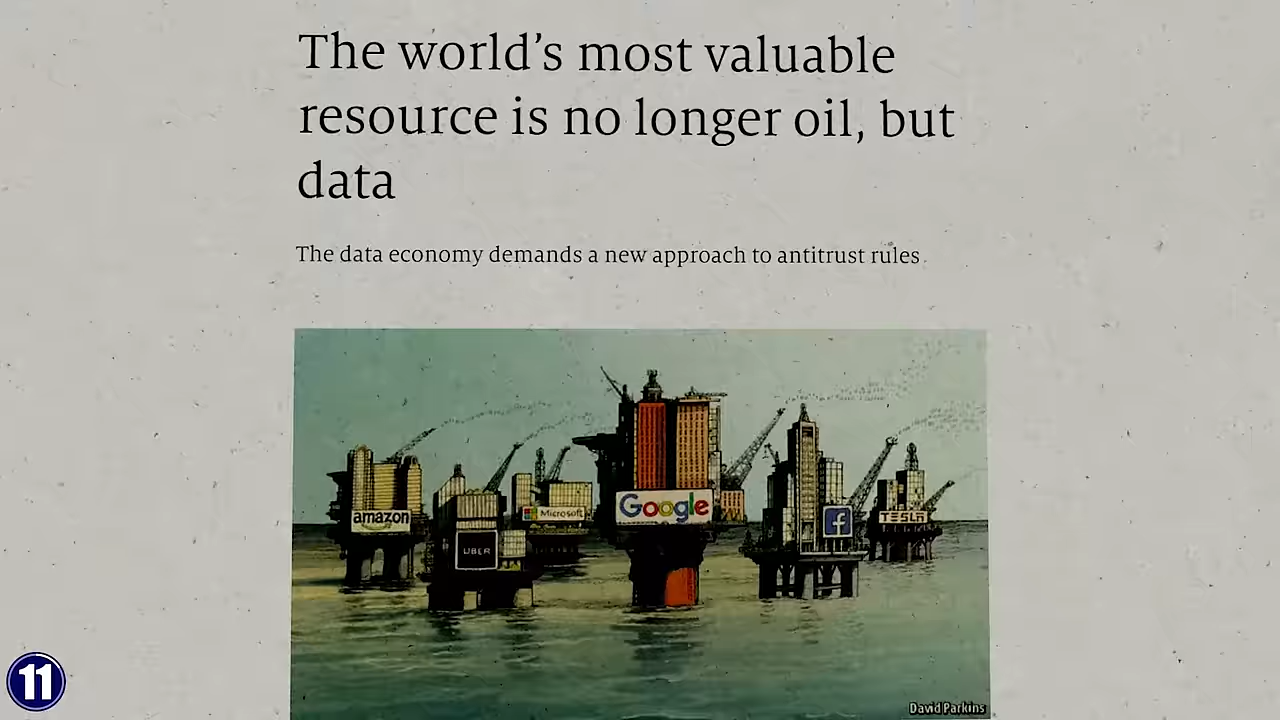 The world’s most valuable
resource is no longer oil, but
data
The data economy demands a new approach to antitrust rules
amazon
UBER
Microsoft
Google
f
TESLA
David Parkins
11